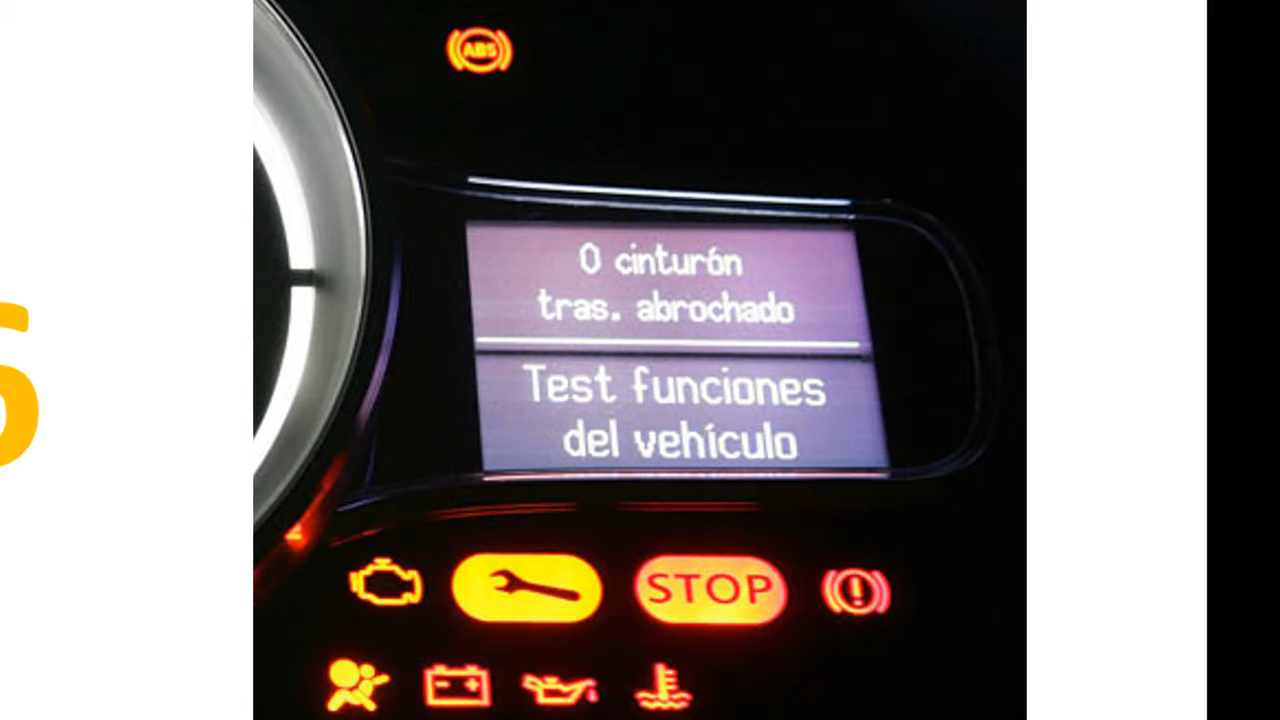 ABS
0 cinturón
tras. abrochado
Test funciones
del vehículo
STOP